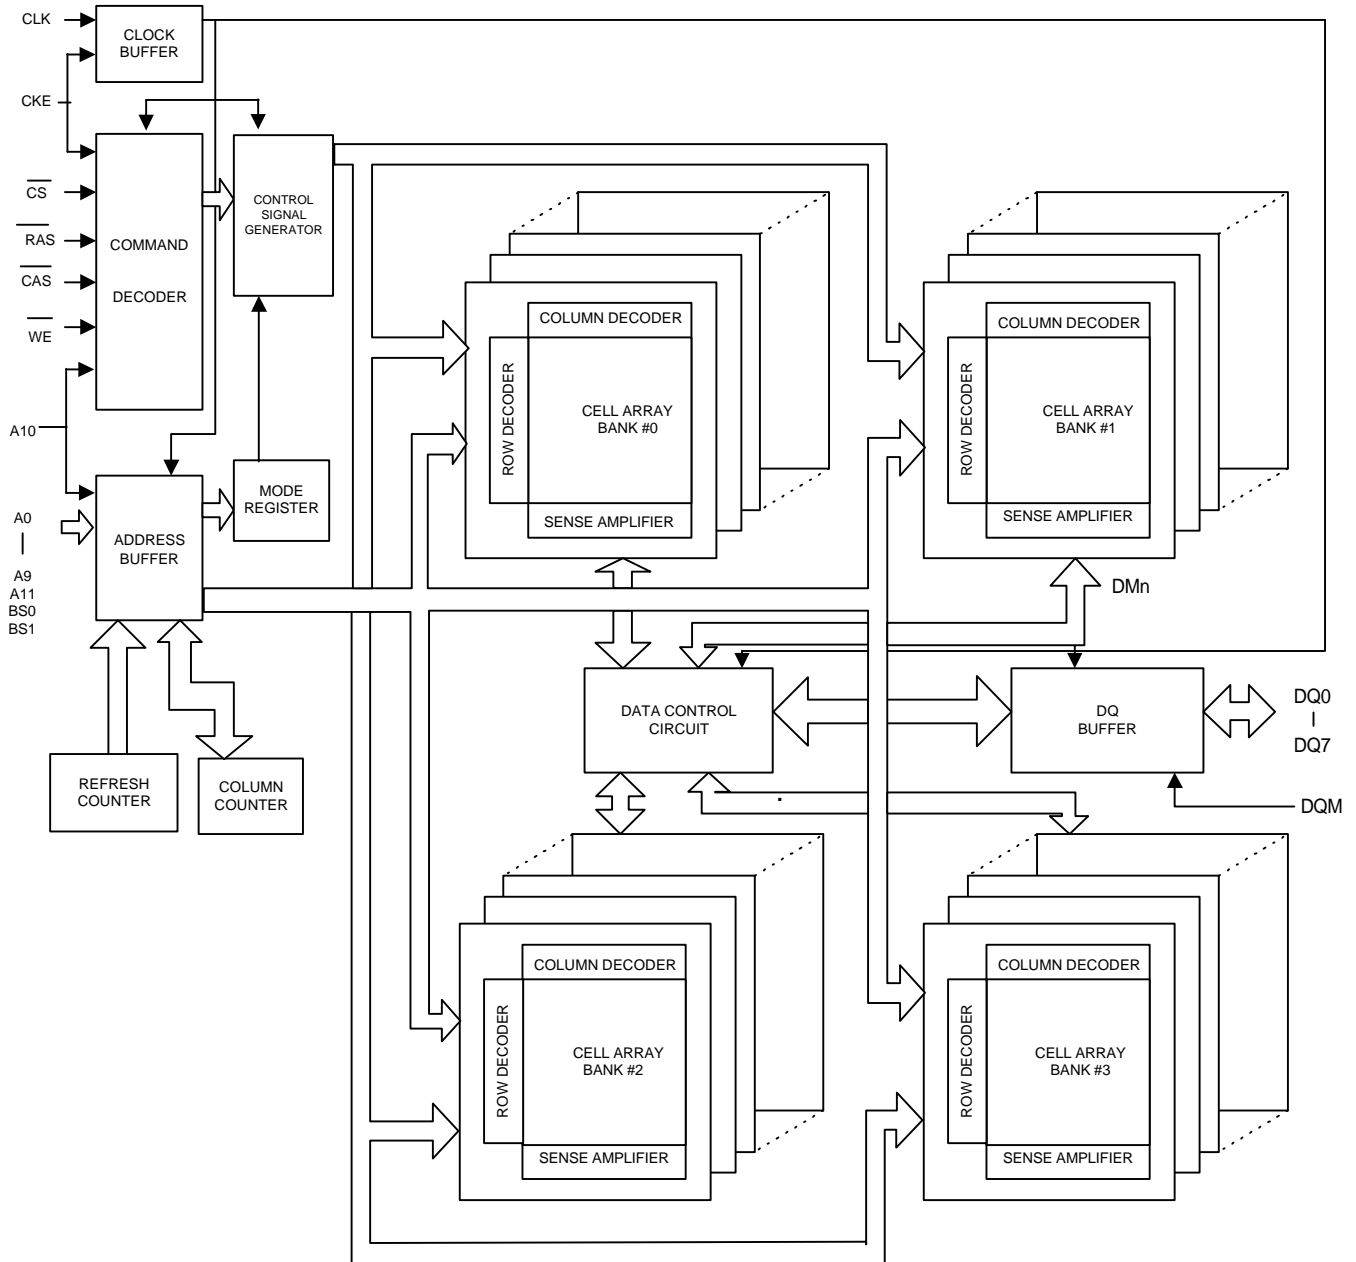 CLK
CLOCK
BUFFER
CKE
CS
RAS
CAS
WE
COMMAND
DECODER
CONTROL
SIGNAL
GENERATOR
A10
MODE
REGISTER
A0
A9
A11
BS0
BS1
ADDRESS
BUFFER
REFRESH
COUNTER
COLUMN
COUNTER
COLUMN DECODER
ROW DECODER
CELL ARRAY
BANK #0
SENSE AMPLIFIER
COLUMN DECODER
ROW DECODER
CELL ARRAY
BANK #1
SENSE AMPLIFIER
DMn
DATA CONTROL
CIRCUIT
DQ
BUFFER
DQ0
DQ7
DQM
COLUMN DECODER
ROW DECODER
CELL ARRAY
BANK #2
SENSE AMPLIFIER
COLUMN DECODER
ROW DECODER
CELL ARRAY
BANK #3
SENSE AMPLIFIER